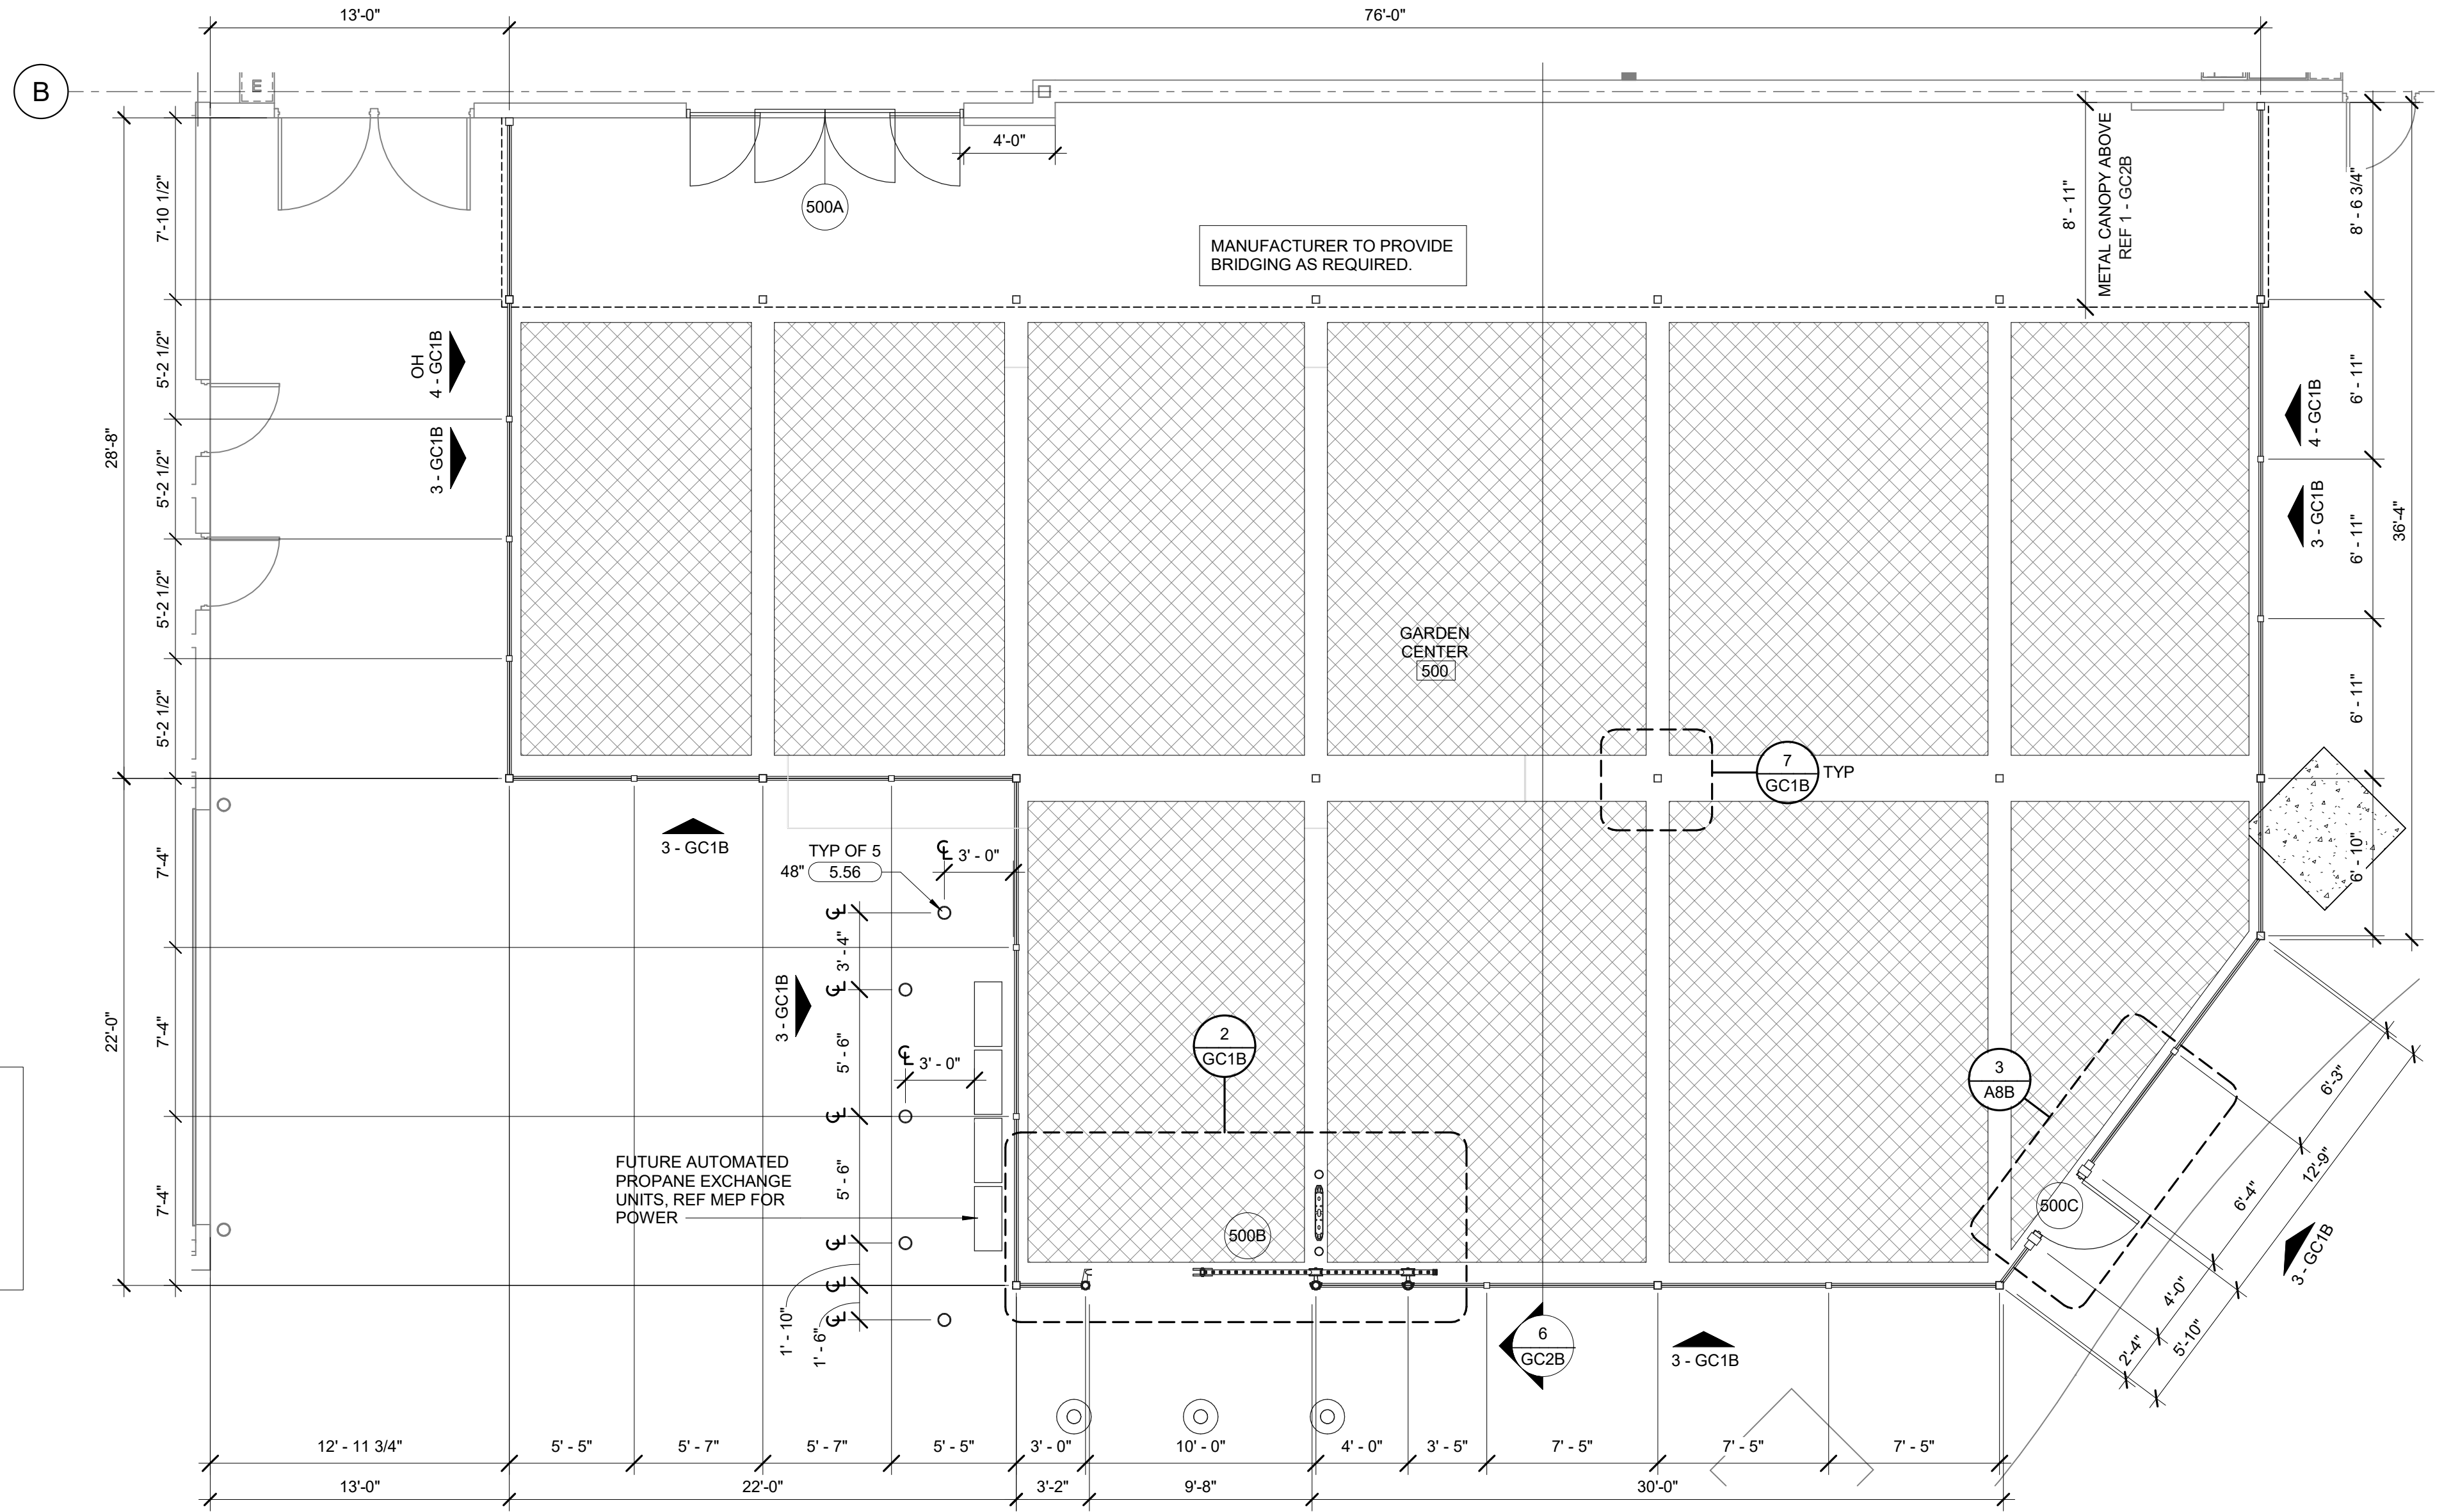 13'-0"
76'-0"
B
E
4'-0"
500A
MANUFACTURER TO PROVIDE
BRIDGING AS REQUIRED.
8' - 11"
METAL CANOPY ABOVE
REF 1 - GC2B
8' - 6 3/4"
7'-10 1/2"
28'-8"
5'-2 1/2"
5'-2 1/2"
5'-2 1/2"
5'-2 1/2"
OH
4 - GC1B
3 - GC1B
4 - GC1B
3 - GC1B
6' - 11"
6' - 11"
6' - 11"
36'-4"
6' - 10"
GARDEN
CENTER
500
7
GC1B
TYP
3 - GC1B
TYP OF 5
48"
5.56
℄
3' - 0"
℄
3' - 4"
℄
3 - GC1B
5' - 6"
℄
3' - 0"
℄
5' - 6"
℄
℄
℄
1' - 10"
1' - 6"
7'-4"
7'-4"
7'-4"
22'-0"
FUTURE AUTOMATED
PROPANE EXCHANGE
UNITS, REF MEP FOR
POWER
2
GC1B
500B
3
A8B
500C
6'-3"
12'-9"
6'-4"
4'-0"
2'-4"
5'-10"
3 - GC1B
6
GC2B
3 - GC1B
12' - 11 3/4"
5' - 5"
5' - 7"
5' - 7"
5' - 5"
3' - 0"
10' - 0"
4' - 0"
3' - 5"
7' - 5"
7' - 5"
7' - 5"
13'-0"
22'-0"
3'-2"
9'-8"
30'-0"